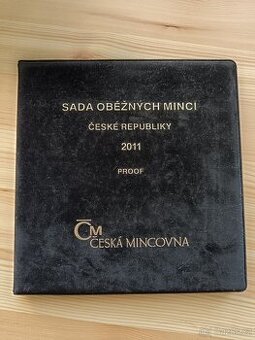 SADA OBĚŽNÝCH MINCÍ
ČESKÉ REPUBLIKY
2011
PROOF
ČM
ČESKÁ MINCOVNA